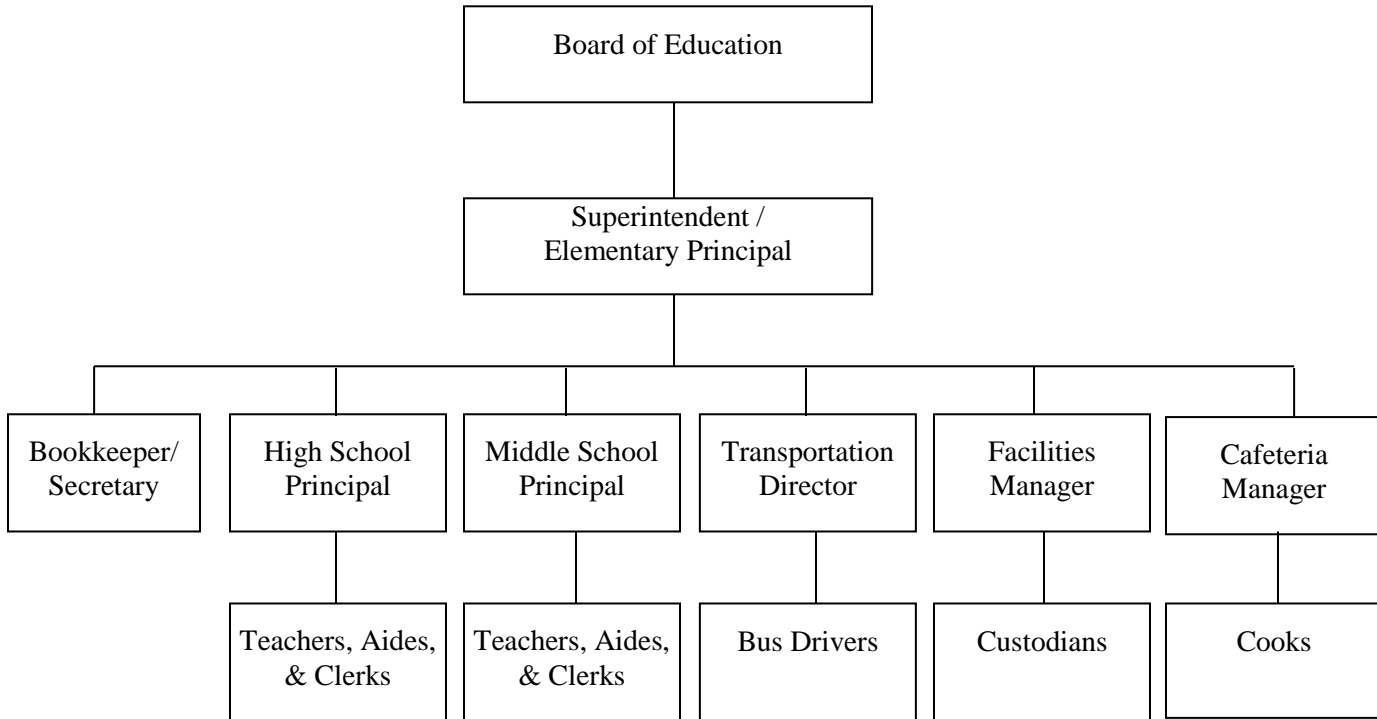 Board of Education
Superintendent /
Elementary Principal
Bookkeeper/
Secretary
High School
Principal
Middle School
Principal
Transportation
Director
Facilities
Manager
Cafeteria
Manager
Teachers, Aides,
& Clerks
Teachers, Aides,
& Clerks
Bus Drivers
Custodians
Cooks